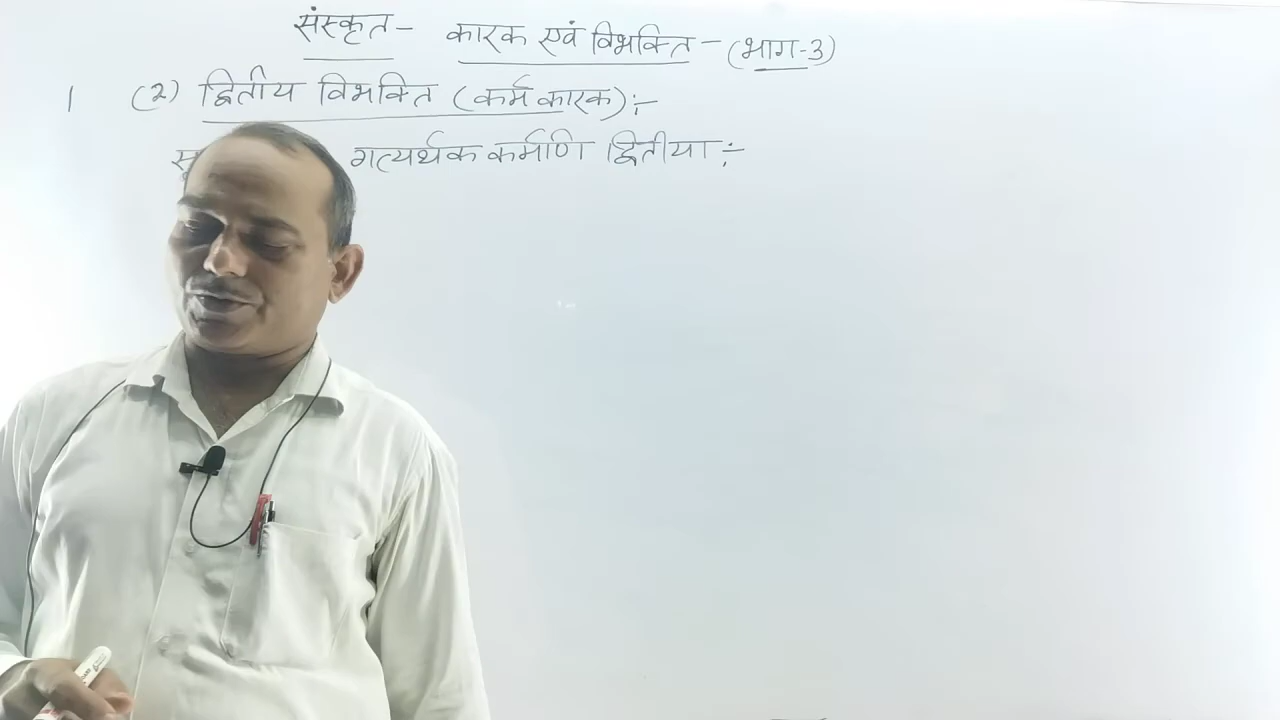 संस्कृत- कारक एवं विभक्ति - (भाग-3)
1 (2) द्वितीय विभक्ति (कर्म कारक):-
गत्यर्थक कर्मणि द्वितीया :-